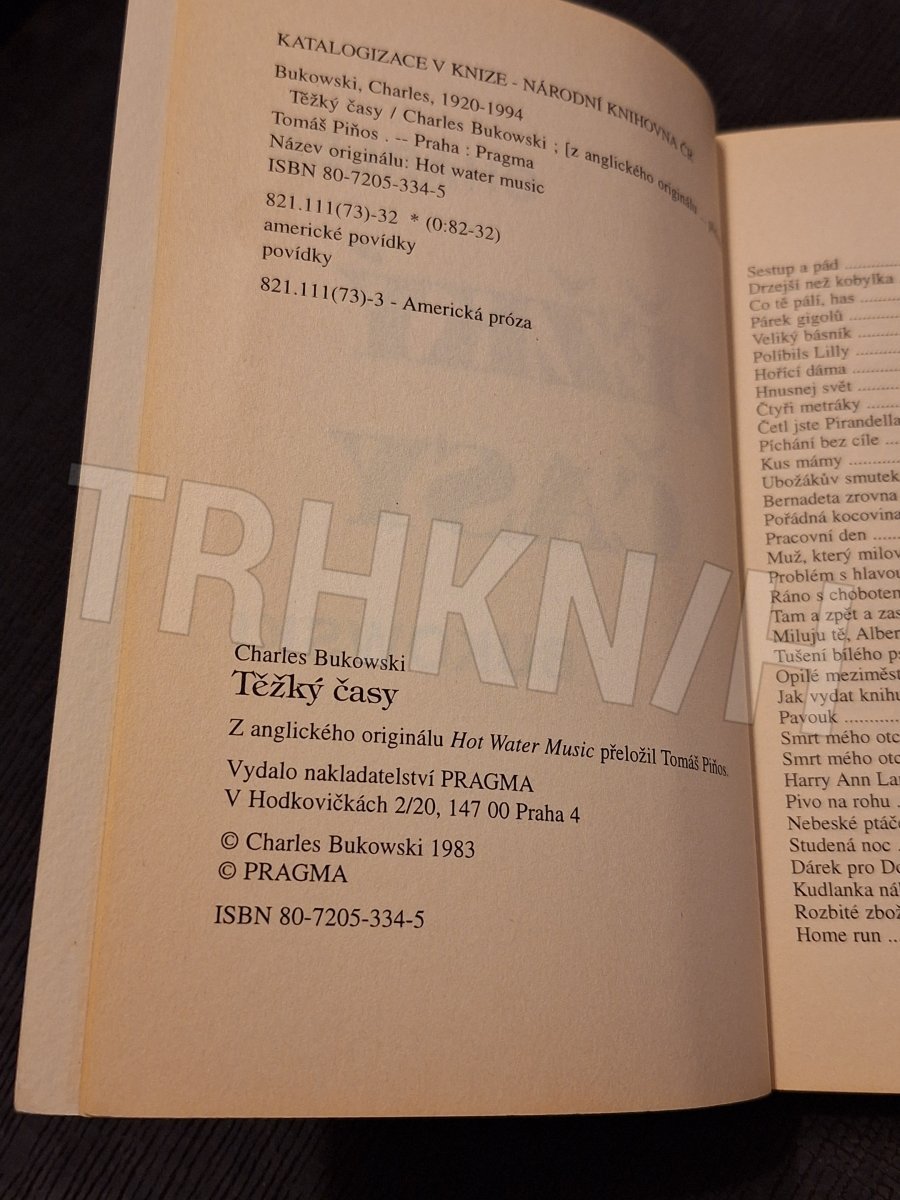 KATALOGIZACE V KNIZE - NÁRODNÍ KNIHOVNA ČR
Bukowski, Charles, 1920-1994
Těžký časy / Charles Bukowski ; [z anglického originálu ...
Tomáš Piňos . -- Praha : Pragma
Název originálu: Hot water music
ISBN 80-7205-334-5
821.111(73)-32 * (0:82-32)
americké povídky
povídky
821.111(73)-3 - Americká próza
TRHKNIH
Charles Bukowski
Těžký časy
Z anglického originálu Hot Water Music přeložil Tomáš Piňos.
Vydalo nakladatelství PRAGMA
V Hodkovičkách 2/20, 147 00 Praha 4
© Charles Bukowski 1983
© PRAGMA
ISBN 80-7205-334-5
Sestup a pád
Drzejší než kobylka
Co tě pálí, has
Párek gigolů
Veliký básník
Políbils Lilly
Hořící dáma
Hnusnej svět
Čtyři metráky
Četl jste Pirandella
Píchání bez cíle
Kus mámy
Ubožákův smutek
Bernadeta zrovna
Pořádná kocovina
Pracovní den
Muž, který milov
Problém s hlavou
Ráno s choboten
Tam a zpět a zas
Miluju tě, Alber
Tušení bílého ps
Opilé meziměst
Jak vydat knihu
Pavouk
Smrt mého otc
Smrt mého otc
Harry Ann Lan
Pivo na rohu
Nebeské ptáče
Studená noc
Dárek pro Do
Kudlanka náb
Rozbité zbož
Home run